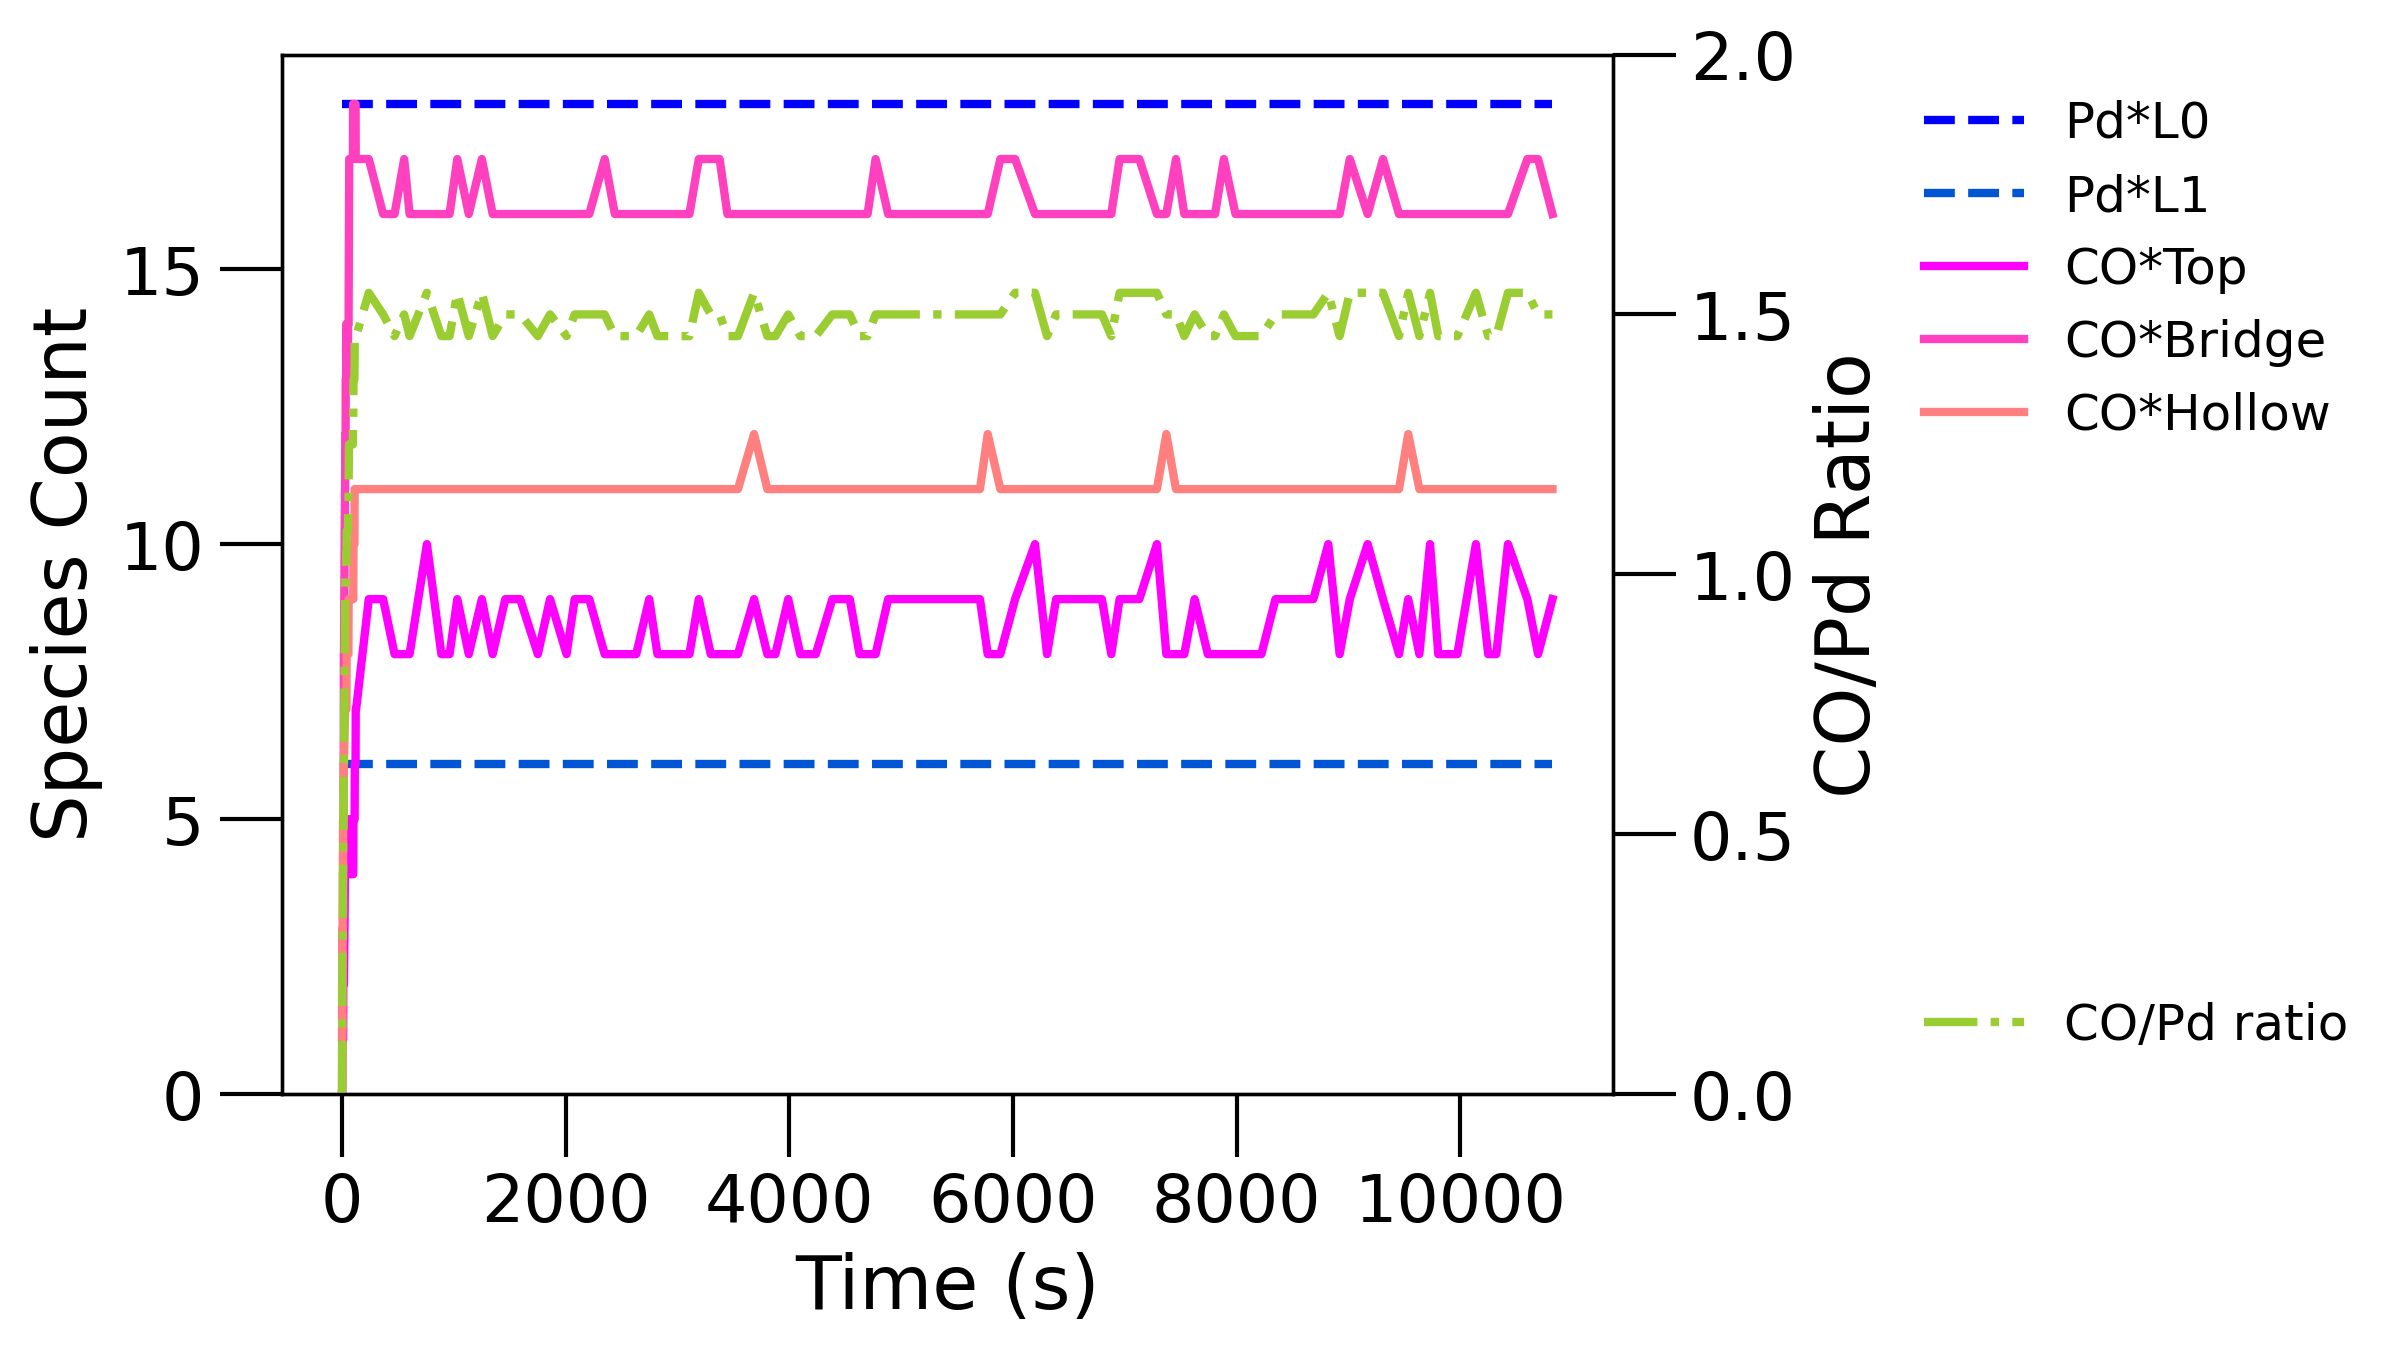 Species Count
15
10
5
0
0 2000 4000 6000 8000 10000
Time (s)
2.0
1.5
1.0
0.5
0.0
CO/Pd Ratio
Pd*L0
Pd*L1
CO*Top
CO*Bridge
CO*Hollow
CO/Pd ratio